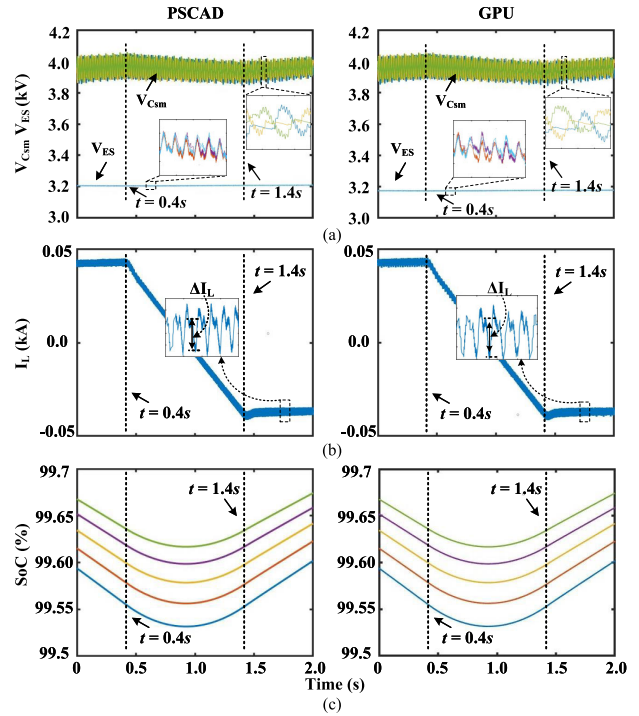 PSCAD
GPU
V_Csm V_ES (kV)
4.2
4.0
3.8
3.6
3.4
3.2
3.0
V_Csm
V_ES
t = 0.4s
t = 1.4s
4.2
4.0
3.8
3.6
3.4
3.2
3.0
V_Csm
V_ES
t = 0.4s
t = 1.4s
(a)
I_L (kA)
0.05
0.0
-0.05
ΔI_L
t = 1.4s
t = 0.4s
0.05
0.0
-0.05
ΔI_L
t = 1.4s
t = 0.4s
(b)
SoC (%)
99.7
99.65
99.60
99.55
99.5
t = 1.4s
t = 0.4s
0 0.5 1.0 1.5 2.0
99.7
99.65
99.60
99.55
99.5
t = 1.4s
t = 0.4s
0 0.5 1.0 1.5 2.0
Time (s)
(c)